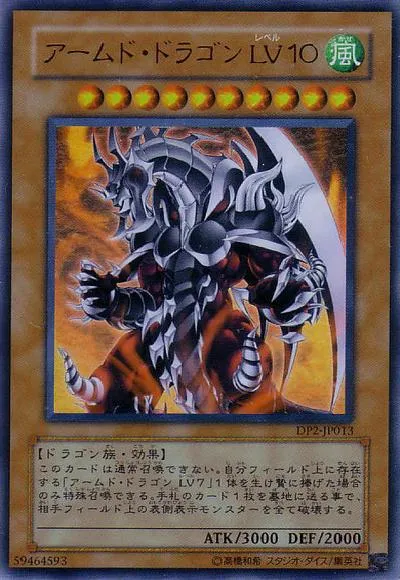 レベル
アームド・ドラゴン LV10
かぜ
風
DP2-JP013
【ドラゴン族・効果】
このカードは通常召喚できない。自分フィールド上に存在
する「アームド・ドラゴン LV7」1体を生け贄に捧げた場合
のみ特殊召喚できる。手札のカード1枚を墓地に送る事で、
相手フィールド上の表側表示モンスターを全て破壊する。
ATK/3000 DEF/2000
59464593
©高橋和希 スタジオ・ダイス/集英社